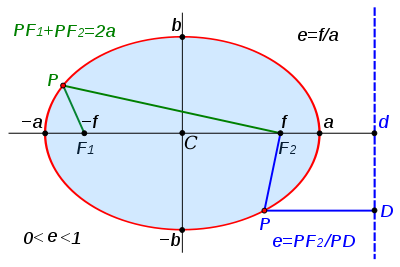 PF₁+PF₂=2a
b
e=f/a
P
−a
−f
f
a
d
F₁
C
F₂
P
D
0<e<1
−b
e=PF₂/PD